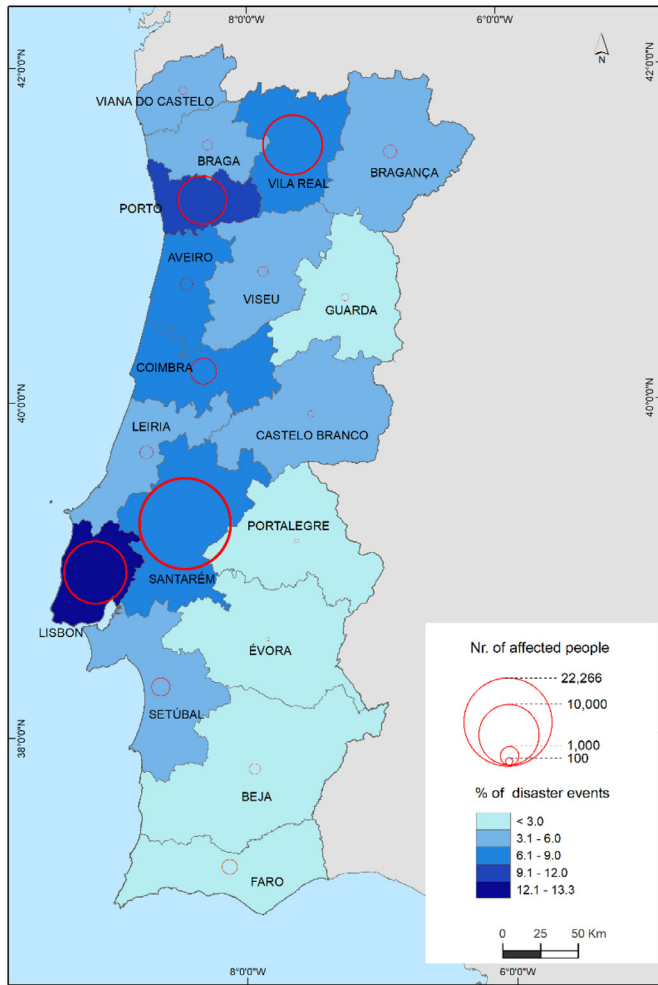 8°0'0"W
6°0'0"W
42°0'0"N
42°0'0"N
N
VIANA DO CASTELO
BRAGA
VILA REAL
BRAGANÇA
PORTO
AVEIRO
VISEU
GUARDA
COIMBRA
40°0'0"N
40°0'0"N
LEIRIA
CASTELO BRANCO
PORTALEGRE
SANTARÉM
LISBON
ÉVORA
SETÚBAL
38°0'0"N
BEJA
FARO
Nr. of affected people
22,266
10,000
1,000
100
% of disaster events
< 3.0
3.1 - 6.0
6.1 - 9.0
9.1 - 12.0
12.1 - 13.3
0 25 50 Km
8°0'0"W
6°0'0"W